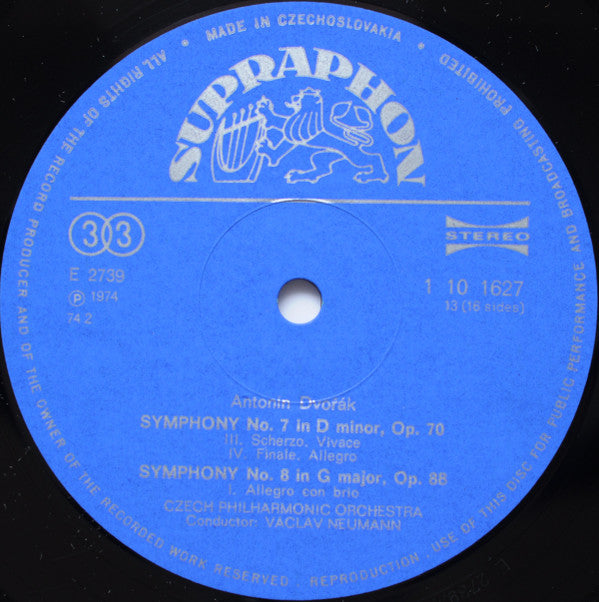 ALL RIGHTS OF THE RECORD PRODUCER AND OF THE OWNER OF THE RECORDED WORK RESERVED . REPRODUCTION . USE OF THIS DISC FOR PUBLIC PERFORMANCE AND BROADCASTING PROHIBITED
• MADE IN CZECHOSLOVAKIA •
SUPRAPHON
33
STEREO
E 2739
Ⓟ 1974
74 2
1 10 1627
13 (16 sides)
Antonín Dvořák
SYMPHONY No. 7 in D minor, Op. 70
III. Scherzo. Vivace
IV. Finale. Allegro
SYMPHONY No. 8 in G major, Op. 88
I. Allegro con brio
CZECH PHILHARMONIC ORCHESTRA
Conductor: VÁCLAV NEUMANN